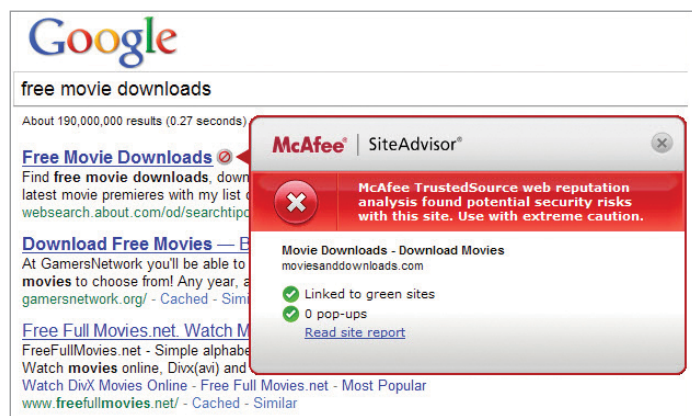 Google
free movie downloads
About 190,000,000 results (0.27 seconds)
Free Movie Downloads
Find free movie downloads, down
latest movie premieres with my list
websearch.about.com/od/searchtip
Download Free Movies — B
At GamersNetwork you'll be able to
movies to choose from! Any year, a
gamersnetwork.org/ - Cached - Simi
Free Full Movies.net. Watch M
FreeFullMovies.net - Simple alphabe
Watch movies online, Divx(avi) and
Watch DivX Movies Online - Free Full Movies.net - Most Popular
www.freefullmovies.net/ - Cached - Similar
McAfee® | SiteAdvisor®
McAfee TrustedSource web reputation
analysis found potential security risks
with this site. Use with extreme caution.
Movie Downloads - Download Movies
moviesanddownloads.com
Linked to green sites
0 pop-ups
Read site report